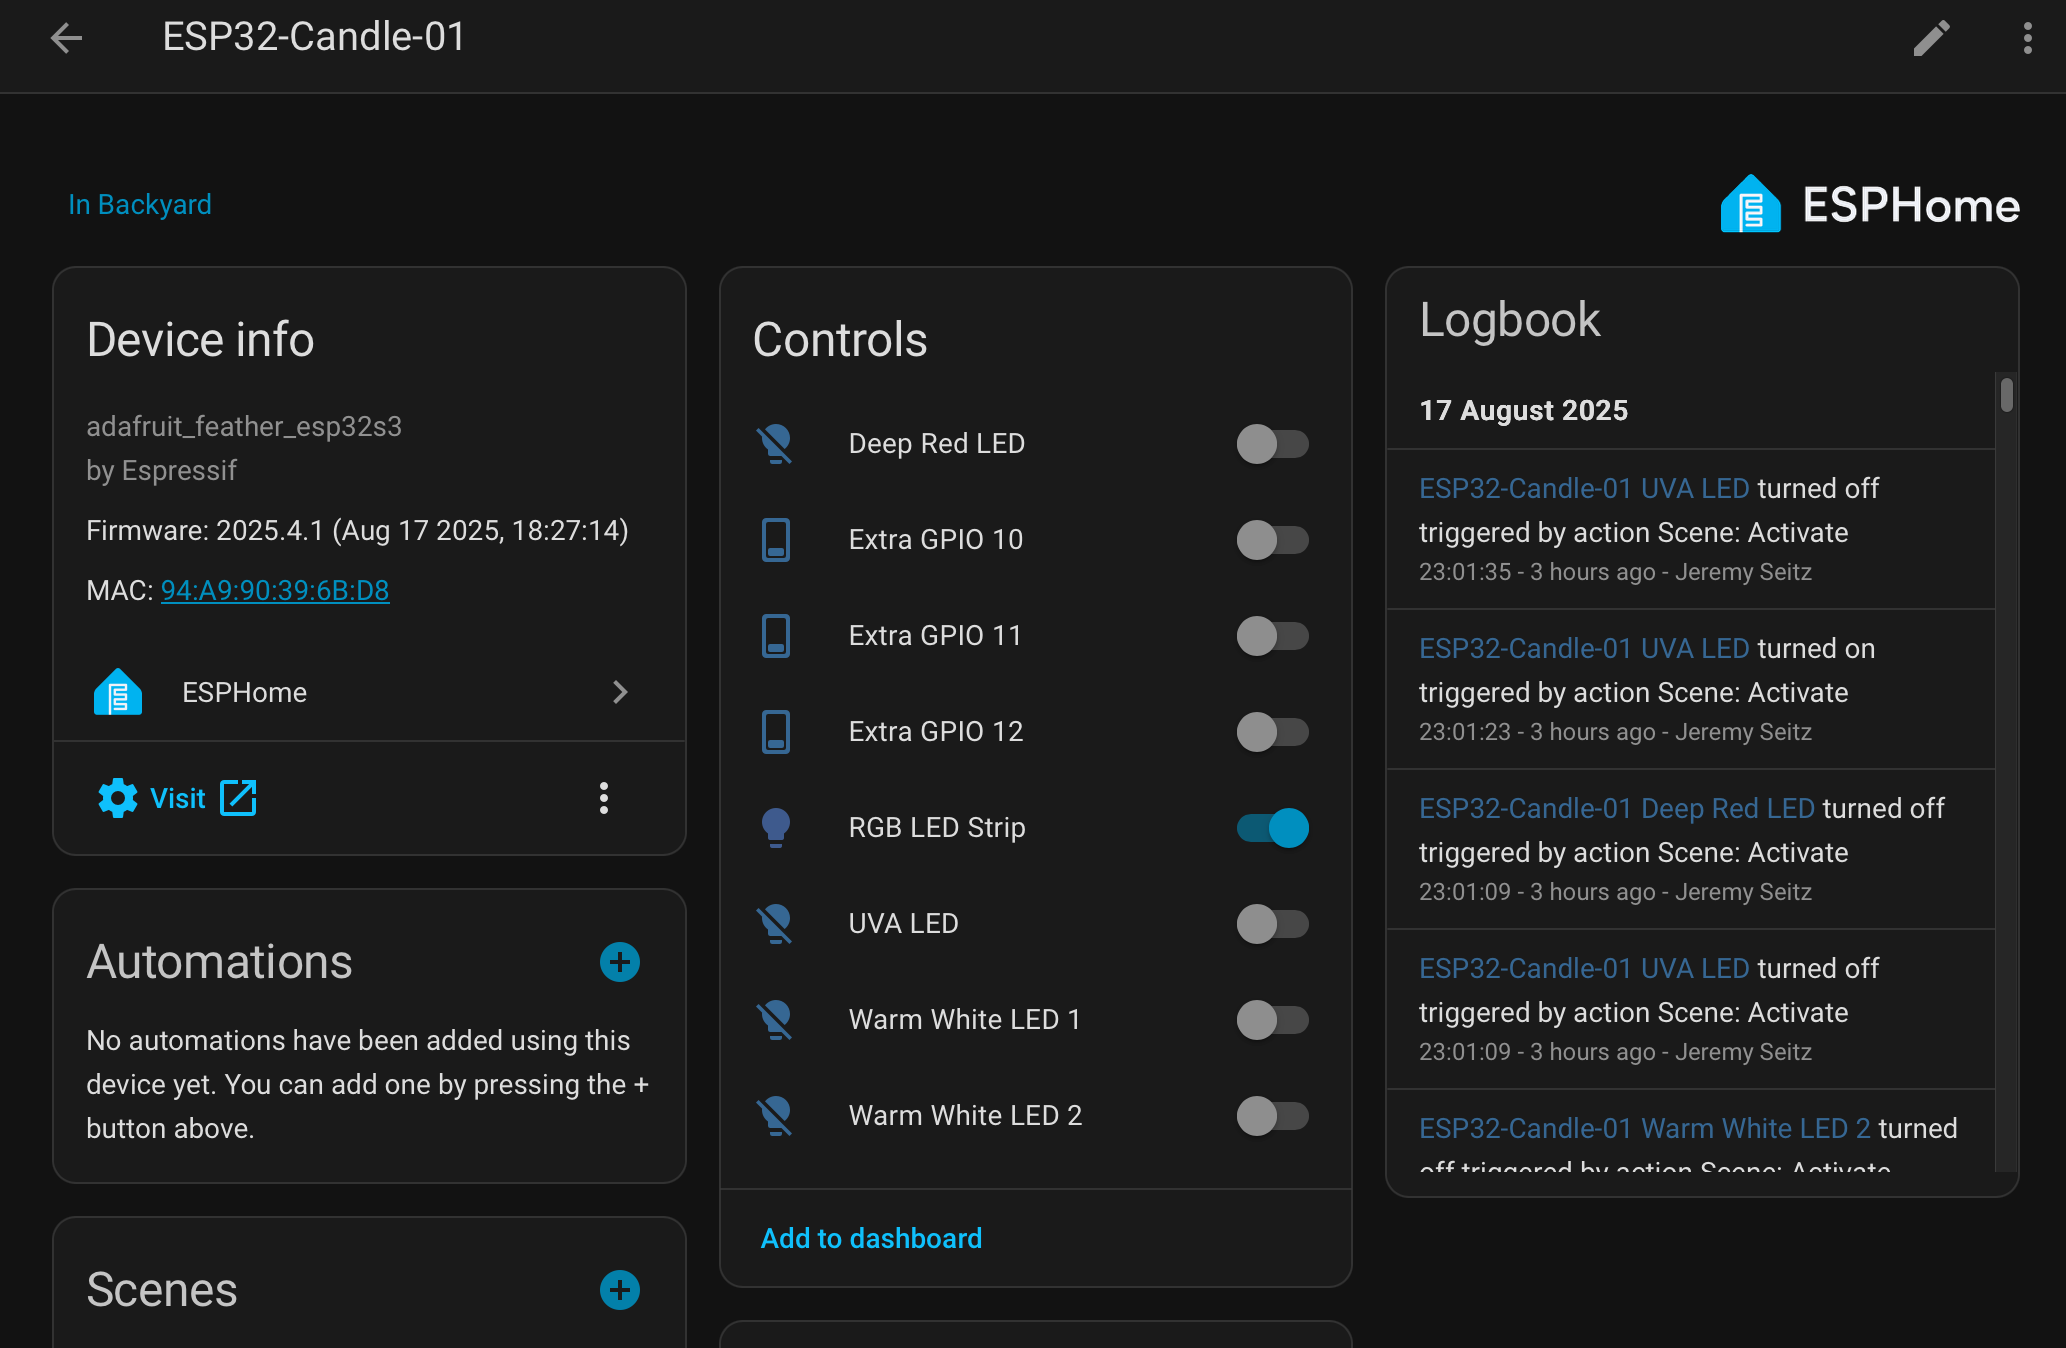 ESP32-Candle-01
In Backyard
ESPHome
Device info
adafruit_feather_esp32s3
by Espressif
Firmware: 2025.4.1 (Aug 17 2025, 18:27:14)
MAC: 94:A9:90:39:6B:D8
ESPHome
Visit
Automations
No automations have been added using this
device yet. You can add one by pressing the +
button above.
Scenes
Controls
Deep Red LED
Extra GPIO 10
Extra GPIO 11
Extra GPIO 12
RGB LED Strip
UVA LED
Warm White LED 1
Warm White LED 2
Add to dashboard
Logbook
17 August 2025
ESP32-Candle-01 UVA LED turned off
triggered by action Scene: Activate
23:01:35 - 3 hours ago - Jeremy Seitz
ESP32-Candle-01 UVA LED turned on
triggered by action Scene: Activate
23:01:23 - 3 hours ago - Jeremy Seitz
ESP32-Candle-01 Deep Red LED turned off
triggered by action Scene: Activate
23:01:09 - 3 hours ago - Jeremy Seitz
ESP32-Candle-01 UVA LED turned off
triggered by action Scene: Activate
23:01:09 - 3 hours ago - Jeremy Seitz
ESP32-Candle-01 Warm White LED 2 turned
off triggered by action Scene: Activate